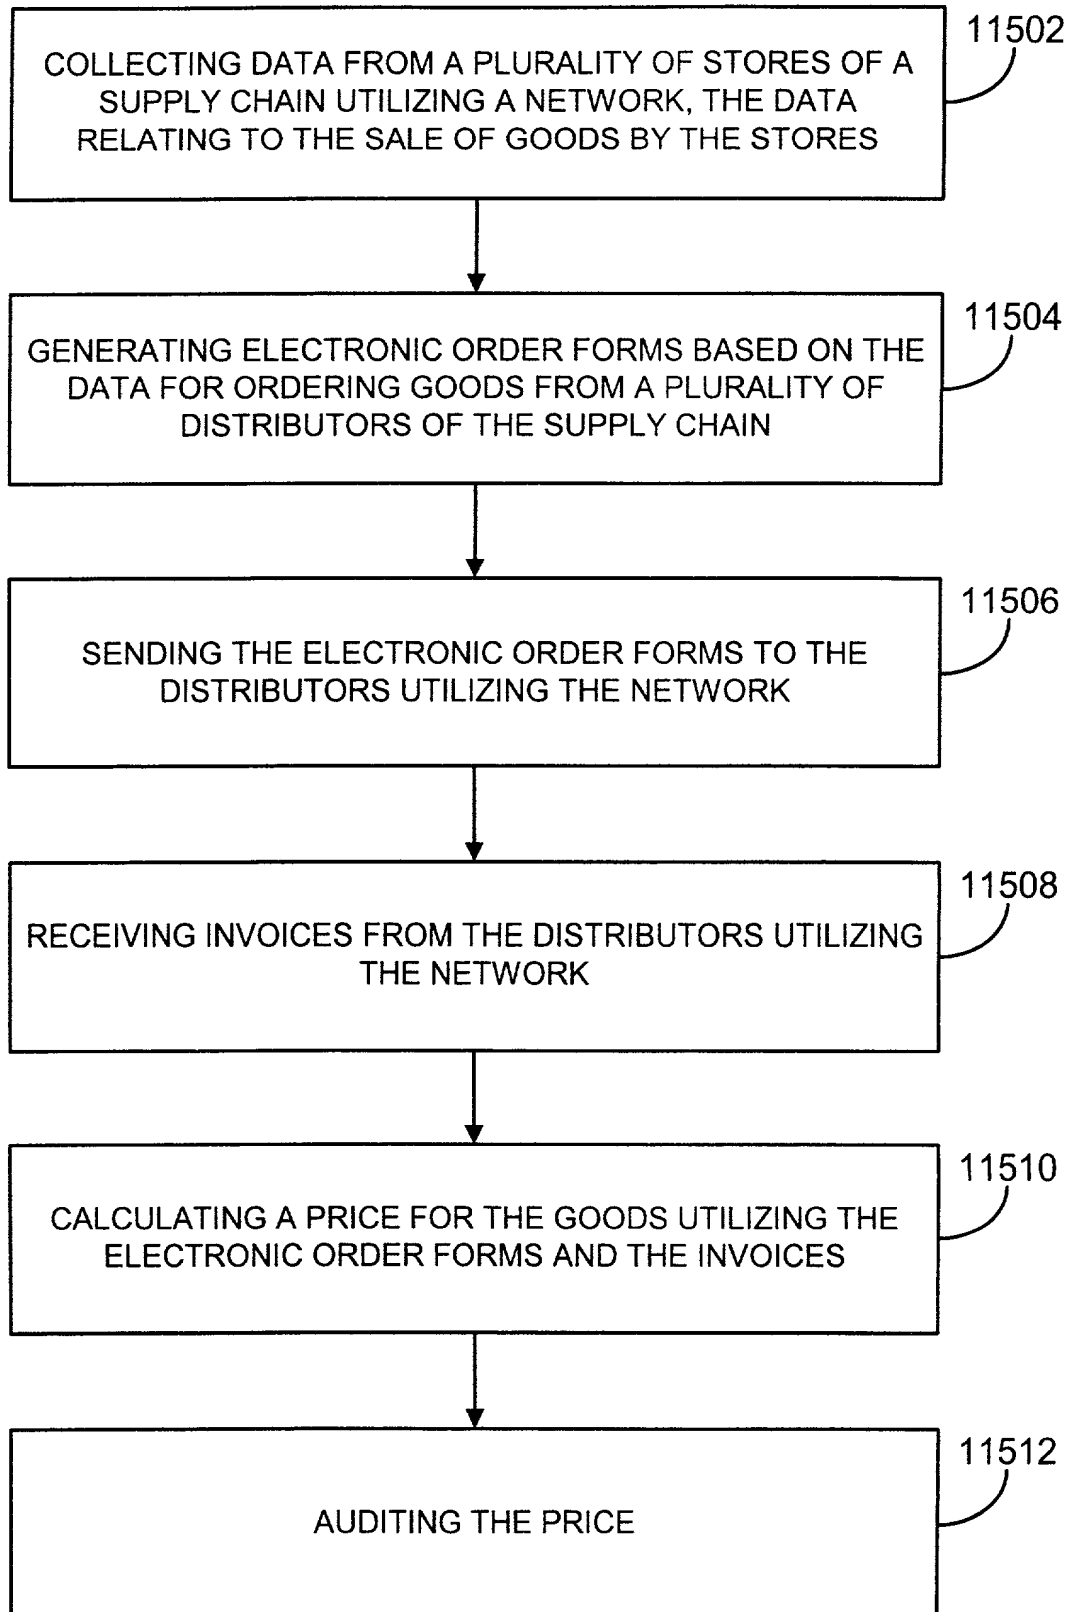 11502
COLLECTING DATA FROM A PLURALITY OF STORES OF A
SUPPLY CHAIN UTILIZING A NETWORK, THE DATA
RELATING TO THE SALE OF GOODS BY THE STORES
11504
GENERATING ELECTRONIC ORDER FORMS BASED ON THE
DATA FOR ORDERING GOODS FROM A PLURALITY OF
DISTRIBUTORS OF THE SUPPLY CHAIN
11506
SENDING THE ELECTRONIC ORDER FORMS TO THE
DISTRIBUTORS UTILIZING THE NETWORK
11508
RECEIVING INVOICES FROM THE DISTRIBUTORS UTILIZING
THE NETWORK
11510
CALCULATING A PRICE FOR THE GOODS UTILIZING THE
ELECTRONIC ORDER FORMS AND THE INVOICES
11512
AUDITING THE PRICE